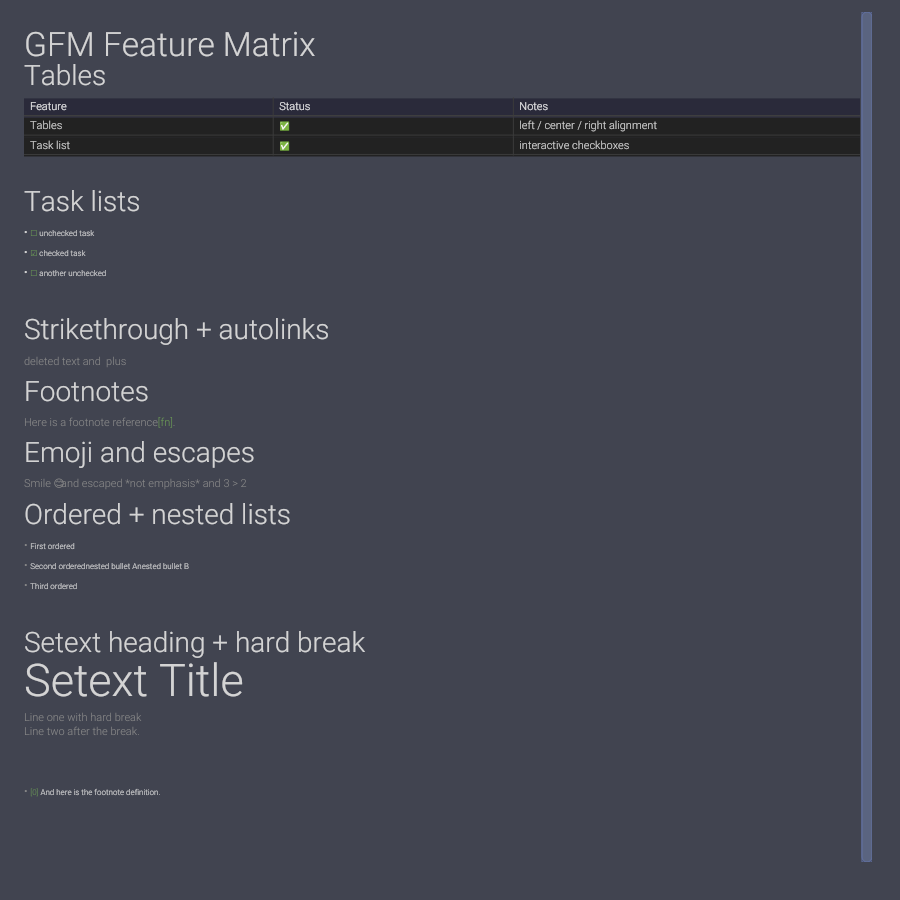 GFM Feature Matrix
Tables
Feature Status Notes
Tables ✅ left / center / right alignment
Task list ✅ interactive checkboxes
Task lists
• ☐ unchecked task
• ☑ checked task
• ☐ another unchecked
Strikethrough + autolinks
deleted text and  plus
Footnotes
Here is a footnote reference[fn].
Emoji and escapes
Smile 😊and escaped *not emphasis* and 3 > 2
Ordered + nested lists
• First ordered
• Second orderednested bullet Anested bullet B
• Third ordered
Setext heading + hard break
Setext Title
Line one with hard break
Line two after the break.
• [0] And here is the footnote definition.